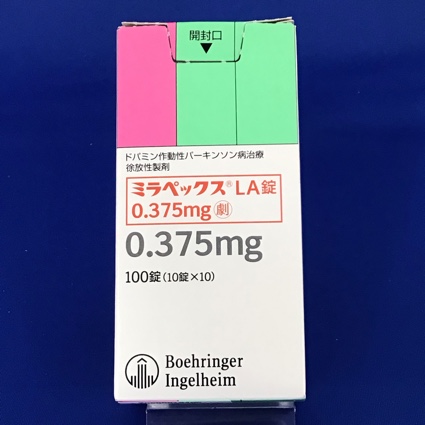 開封口
▼
ドパミン作動性パーキンソン病治療
徐放性製剤
ミラペックス®LA錠
0.375mg 劇
0.375mg
100錠(10錠×10)
Boehringer
Ingelheim